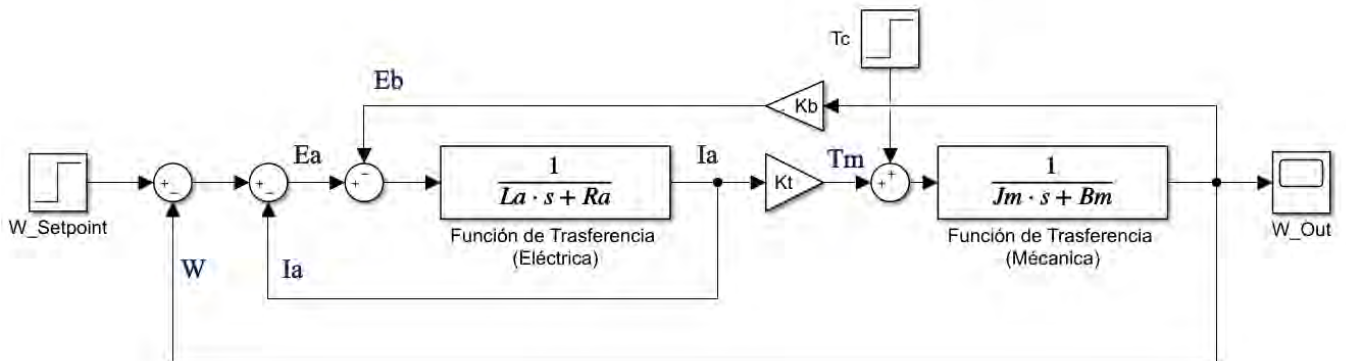 Tc
Eb
Kb
Ea
Ia
Tm
1
La · s + Ra
Kt
1
Jm · s + Bm
W_Setpoint
Función de Trasferencia
(Eléctrica)
Función de Trasferencia
(Mécanica)
W_Out
W
Ia